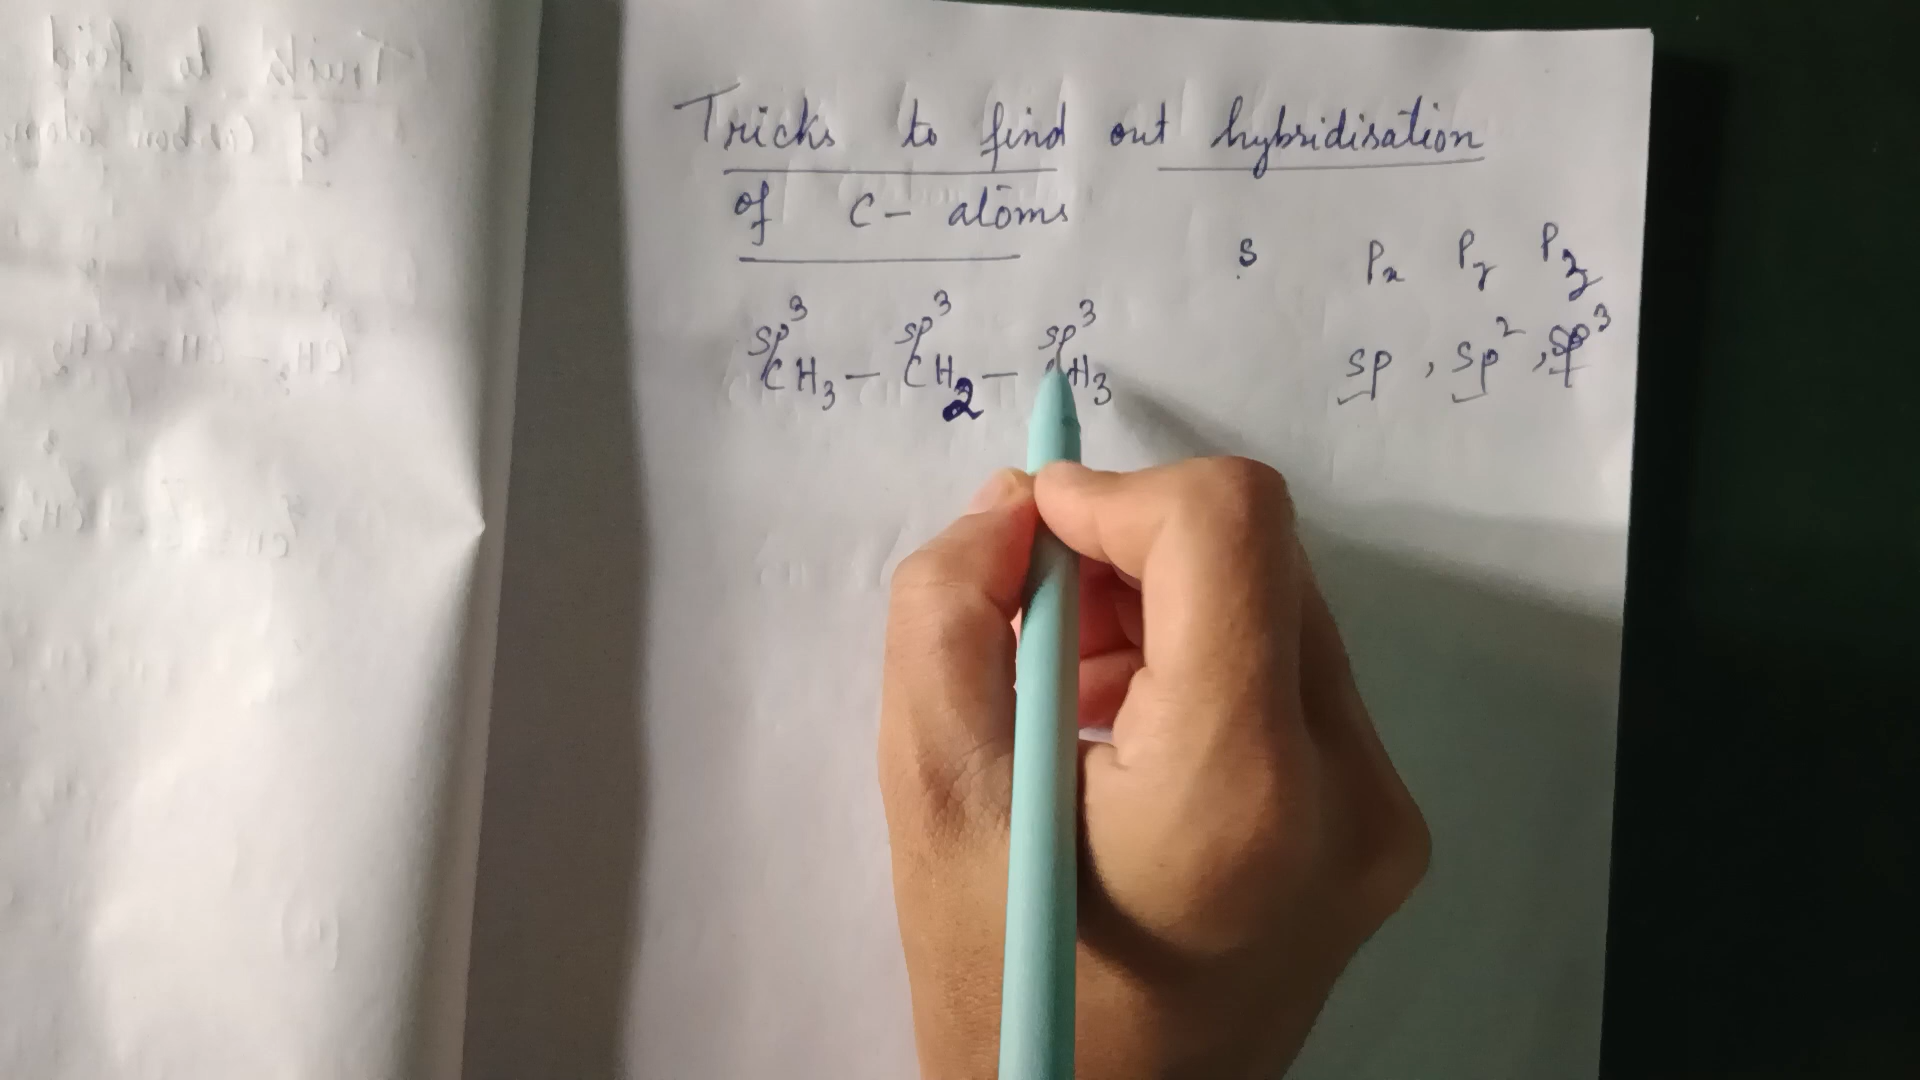 Tricks to find out hybridisation
of C- atoms
s Px Py Pz
sp³ sp³ sp³
CH₃ — CH₂ — CH₃
sp , sp² , sp³